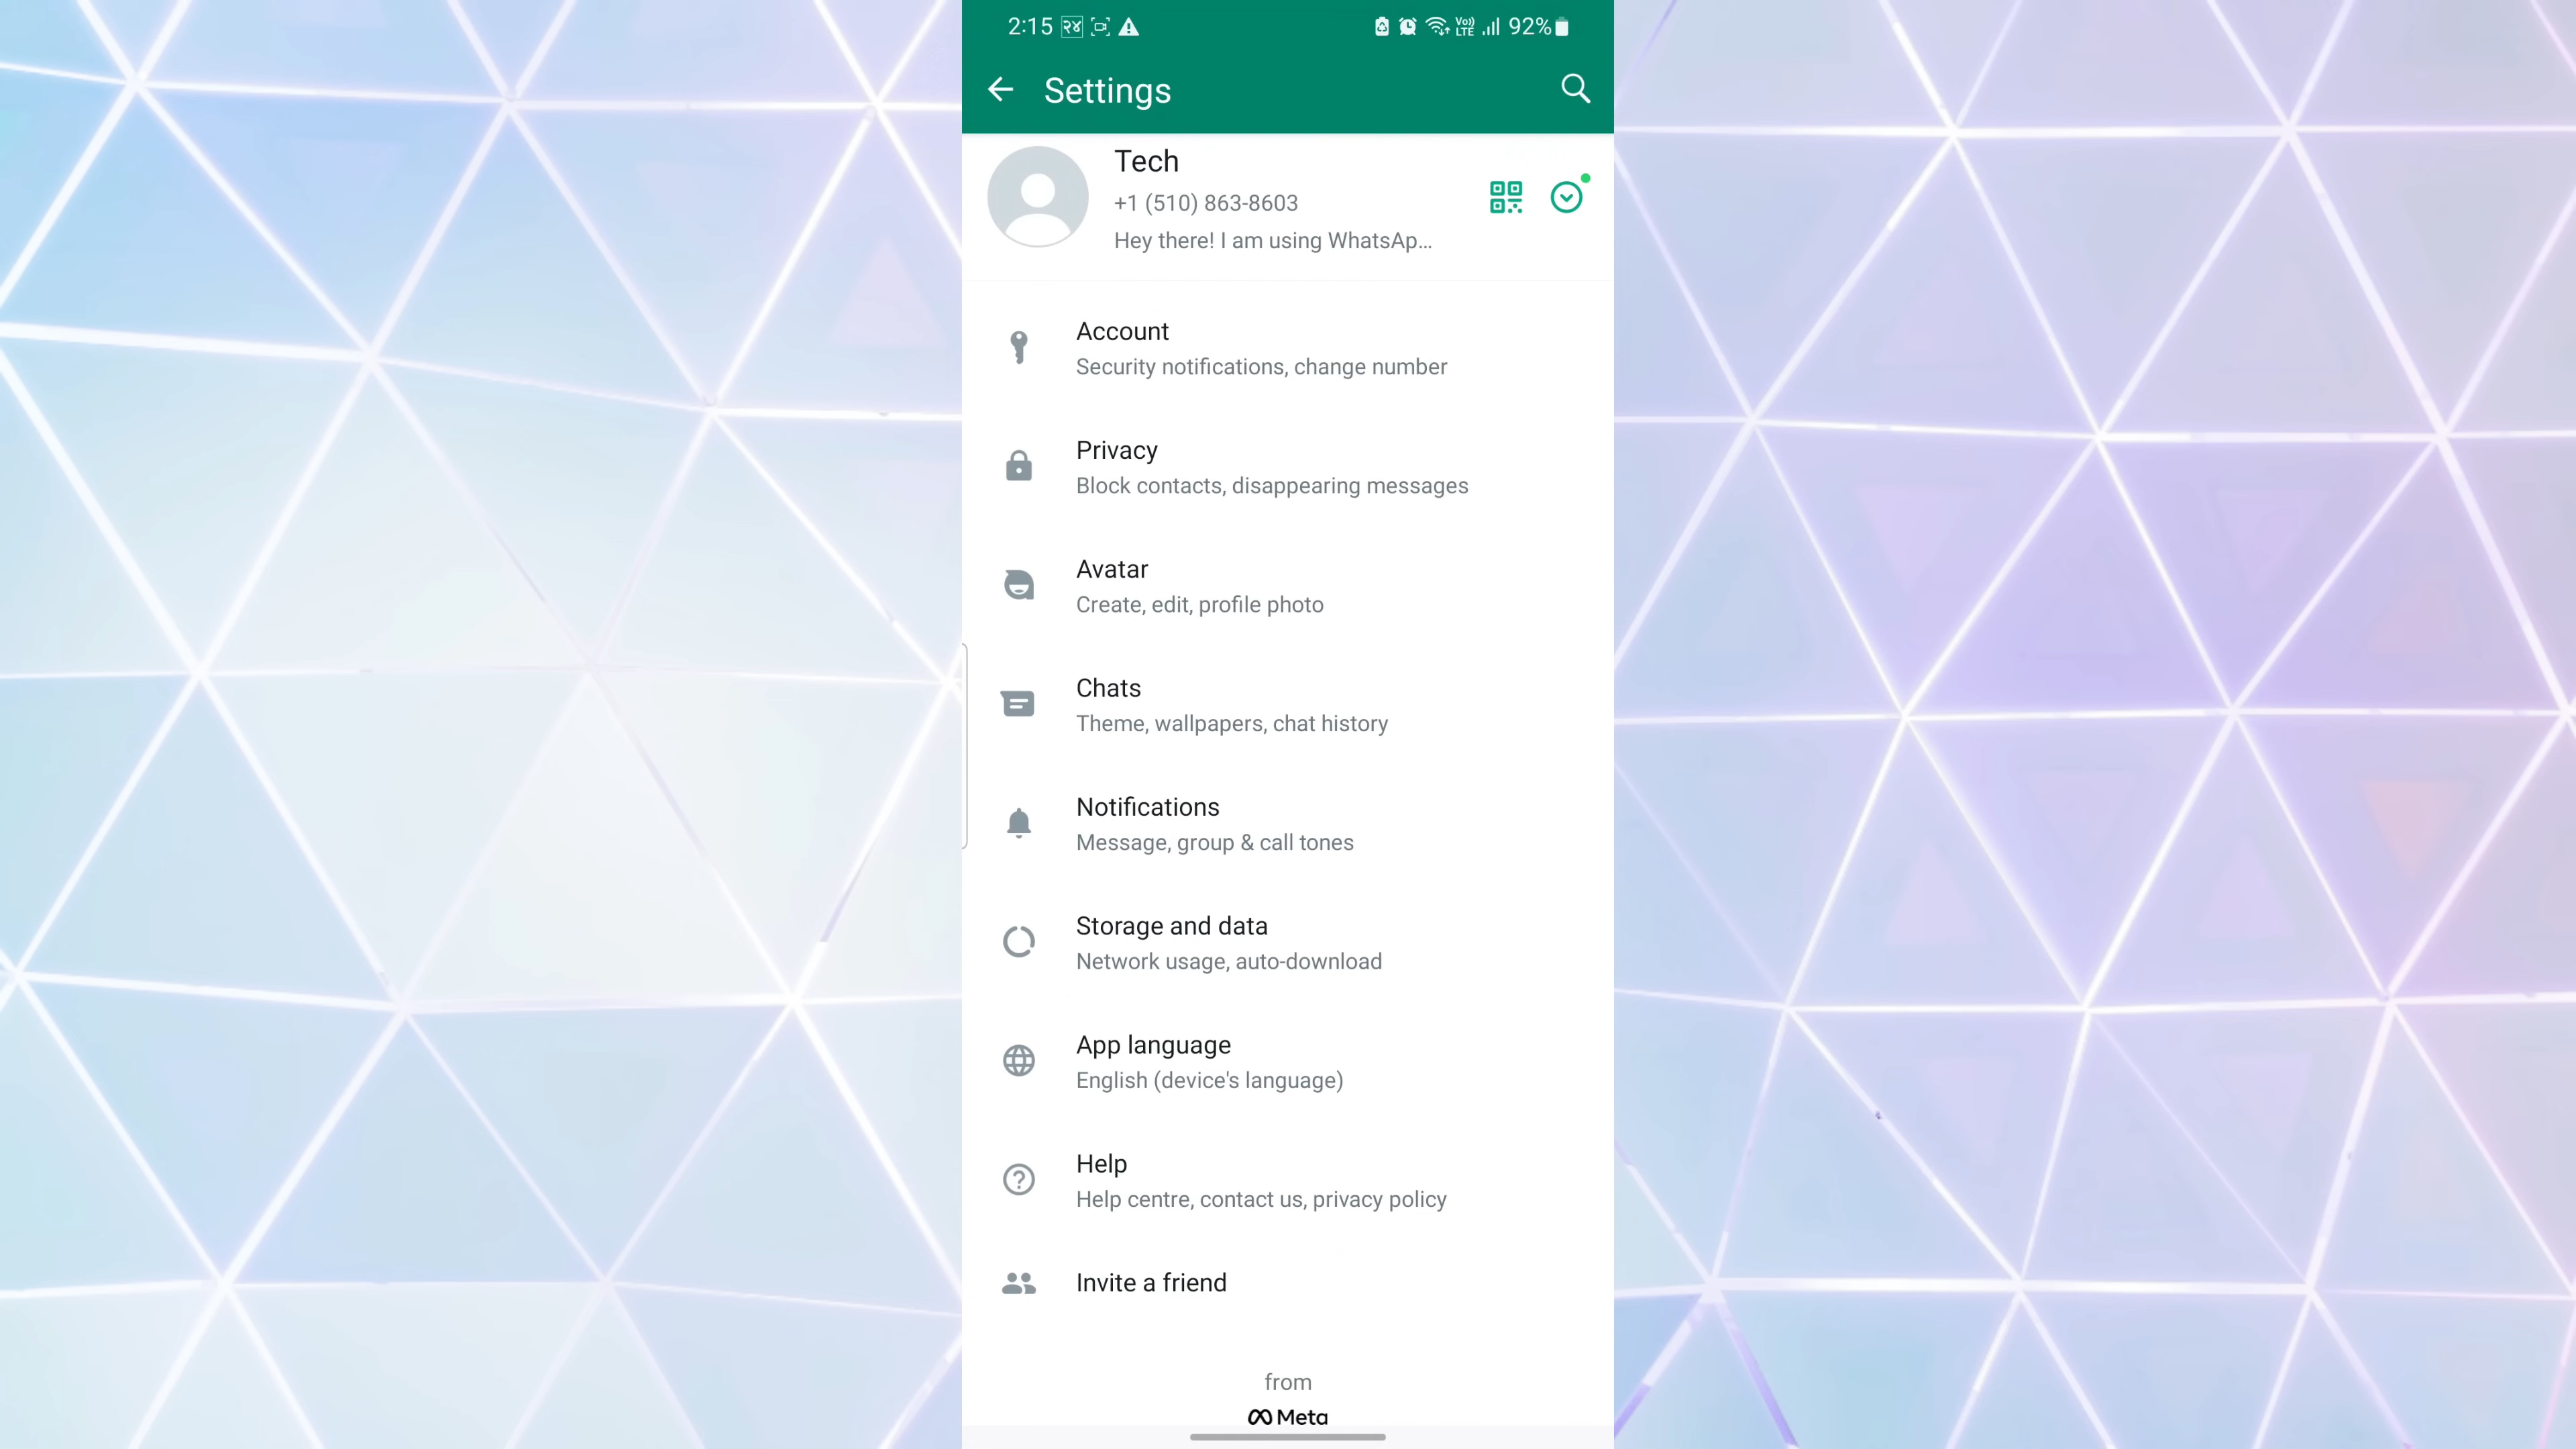 2:15 २४ Vo)) LTE 92%
Settings
Tech
+1 (510) 863-8603
Hey there! I am using WhatsAp...
Account
Security notifications, change number
Privacy
Block contacts, disappearing messages
Avatar
Create, edit, profile photo
Chats
Theme, wallpapers, chat history
Notifications
Message, group & call tones
Storage and data
Network usage, auto-download
App language
English (device's language)
Help
Help centre, contact us, privacy policy
Invite a friend
from
Meta